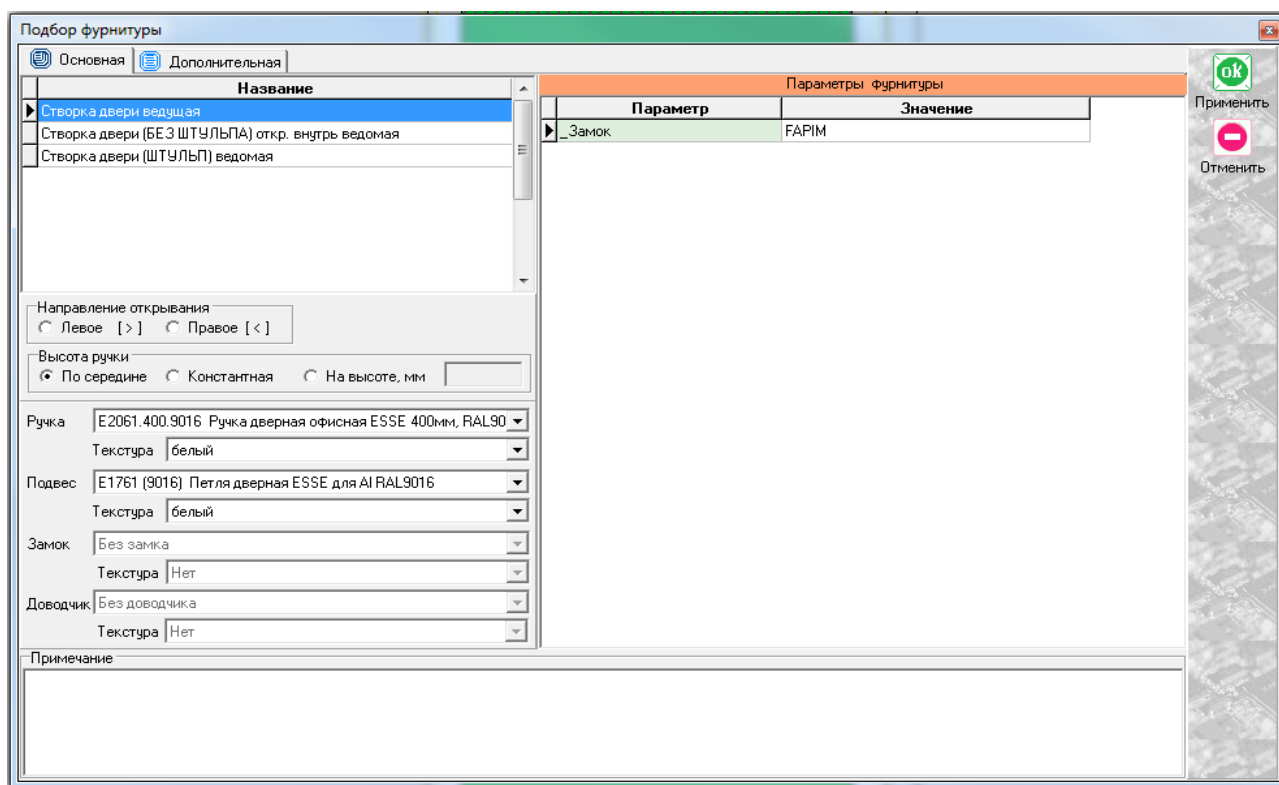 Подбор фурнитуры
Основная Дополнительная
Название
Створка двери ведущая
Створка двери (БЕЗ ШТУЛЬПА) откр. внутрь ведомая
Створка двери (ШТУЛЬП) ведомая
Параметры фурнитуры
Параметр Значение
_Замок FAPIM
ok
Применить
Отменить
Направление открывания
Левое [>] Правое [<]
Высота ручки
По середине Константная На высоте, мм
Ручка E2061.400.9016 Ручка дверная офисная ESSE 400мм, RAL90
Текстура белый
Подвес E1761 (9016) Петля дверная ESSE для Al RAL9016
Текстура белый
Замок Без замка
Текстура Нет
Доводчик Без доводчика
Текстура Нет
Примечание